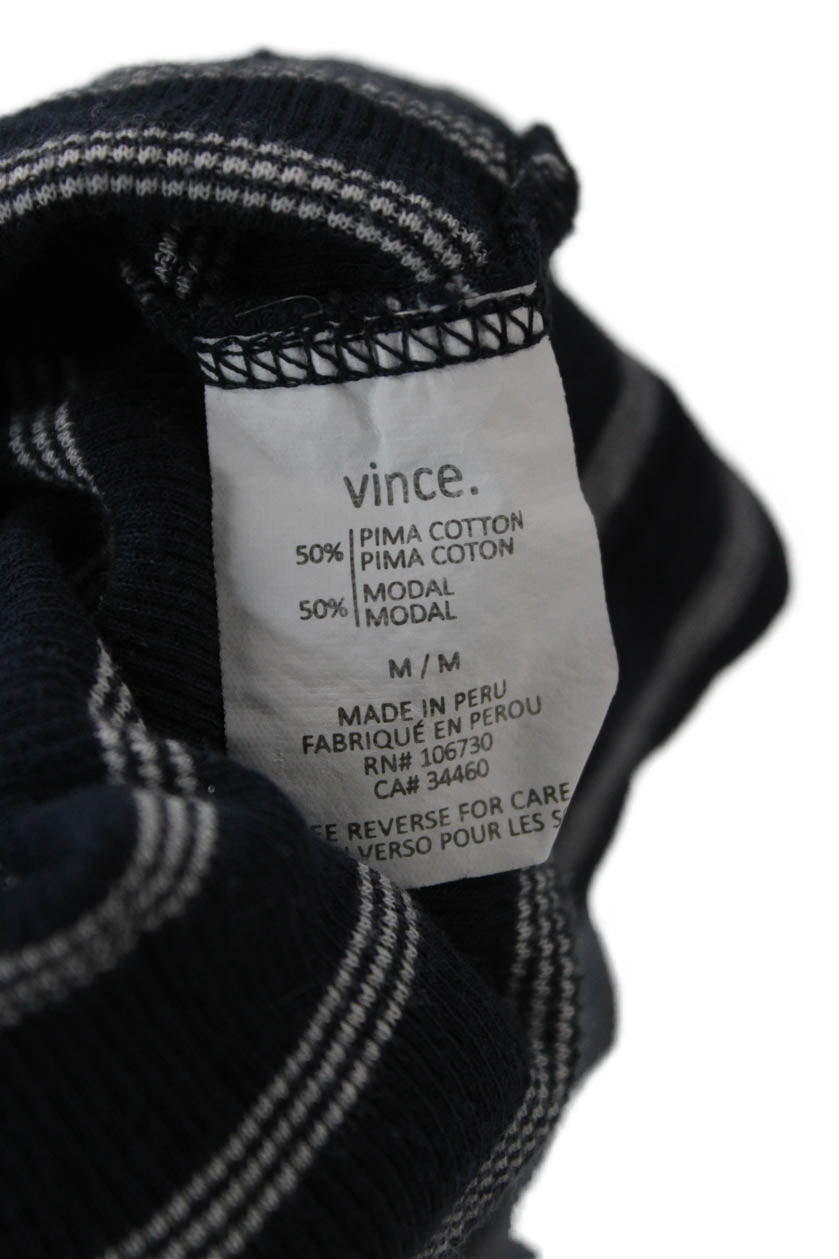 vince.
50% PIMA COTTON
PIMA COTON
50% MODAL
MODAL
M / M
MADE IN PERU
FABRIQUÉ EN PEROU
RN# 106730
CA# 34460
REVERSE FOR CARE
VERSO POUR LES